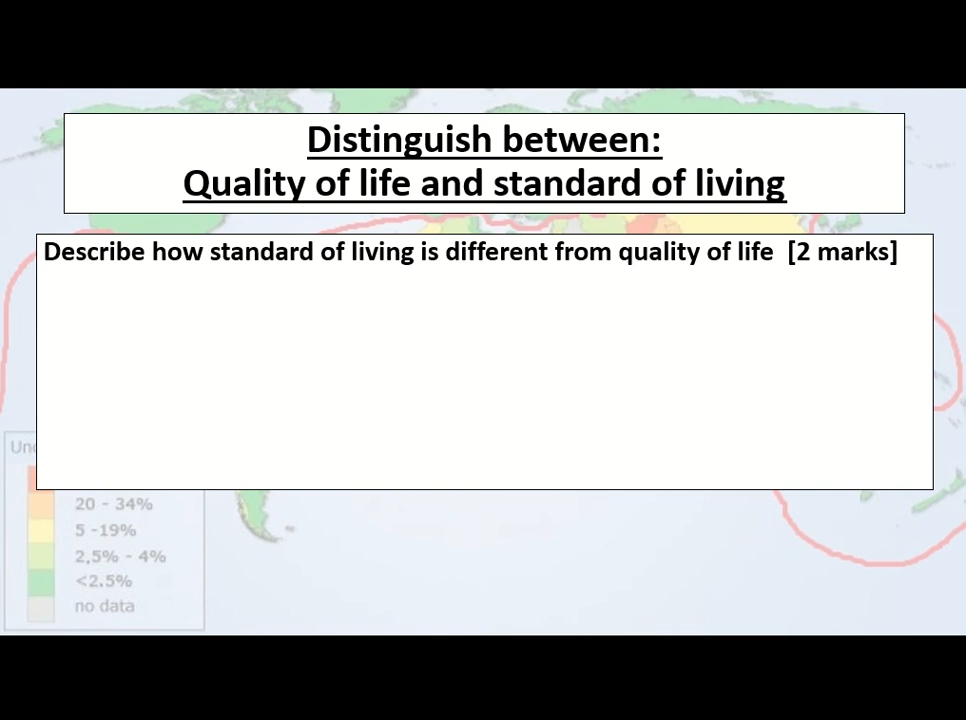 Distinguish between:
Quality of life and standard of living
Describe how standard of living is different from quality of life [2 marks]
20 - 34%
5 -19%
2,5% - 4%
<2.5%
no data